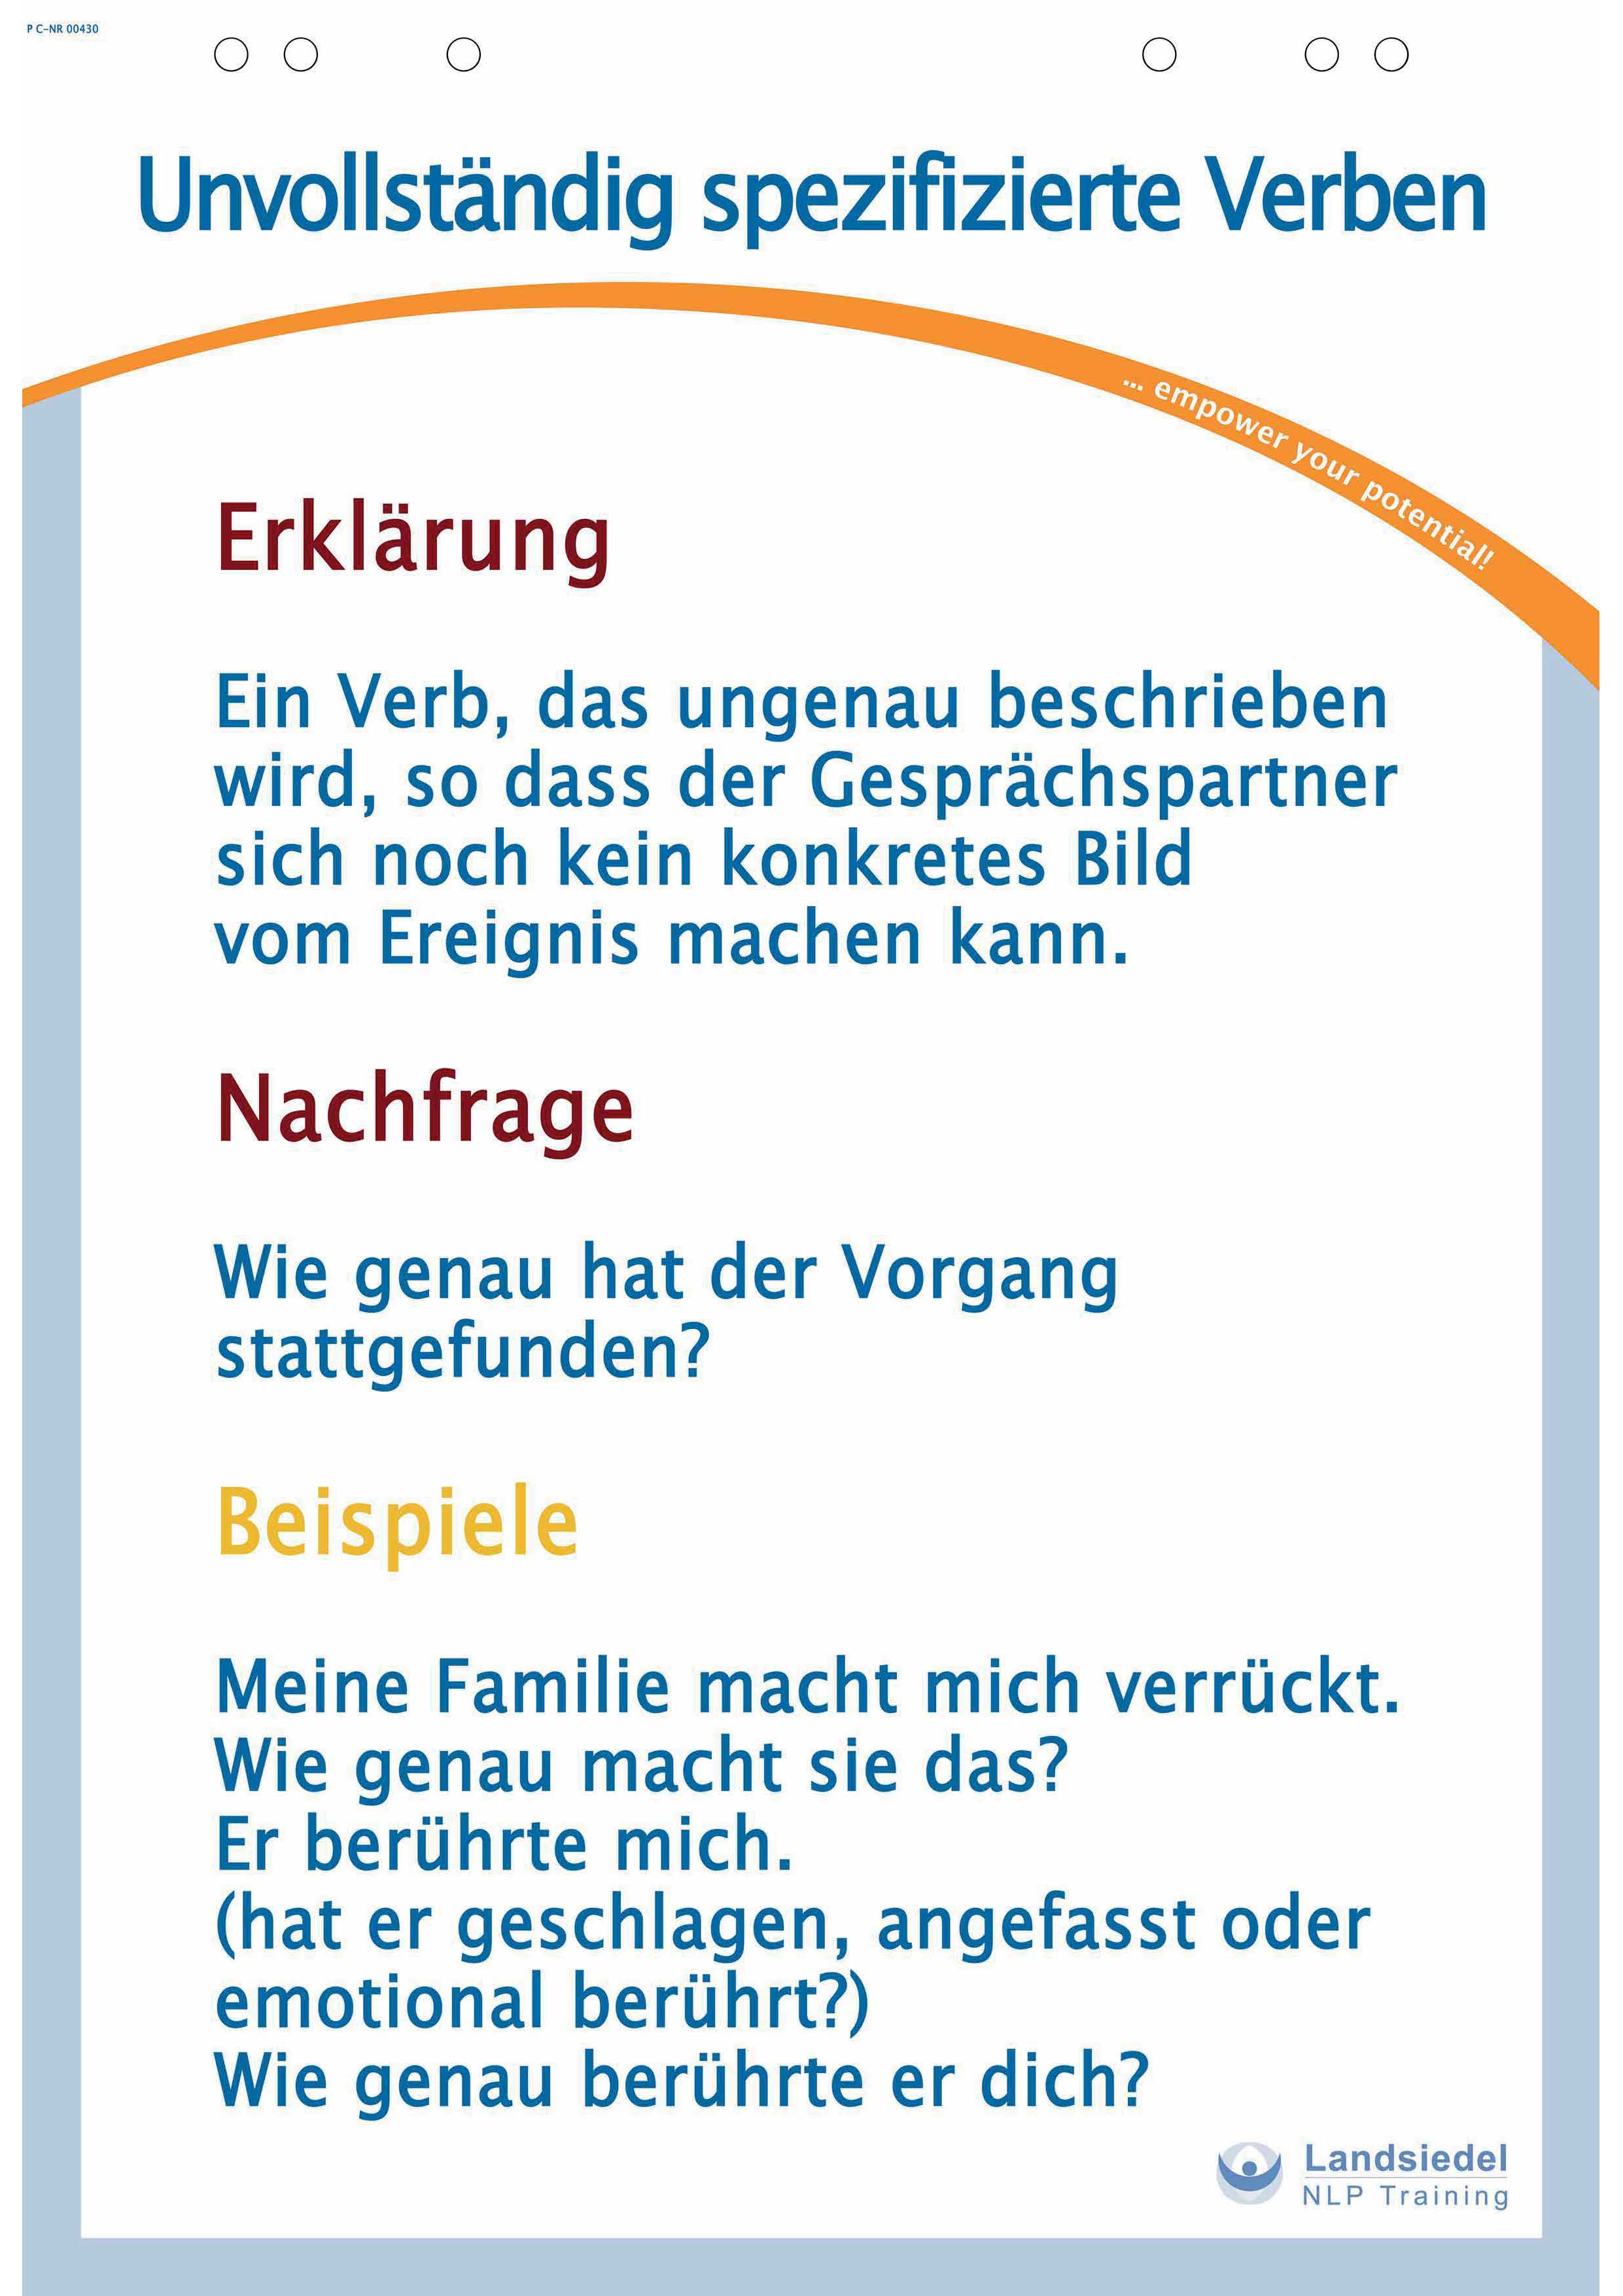 P C-NR 00430
Unvollständig spezifizierte Verben
... empower your potential!
Erklärung
Ein Verb, das ungenau beschrieben
wird, so dass der Gesprächspartner
sich noch kein konkretes Bild
vom Ereignis machen kann.
Nachfrage
Wie genau hat der Vorgang
stattgefunden?
Beispiele
Meine Familie macht mich verrückt.
Wie genau macht sie das?
Er berührte mich.
(hat er geschlagen, angefasst oder
emotional berührt?)
Wie genau berührte er dich?
Landsiedel
NLP Training